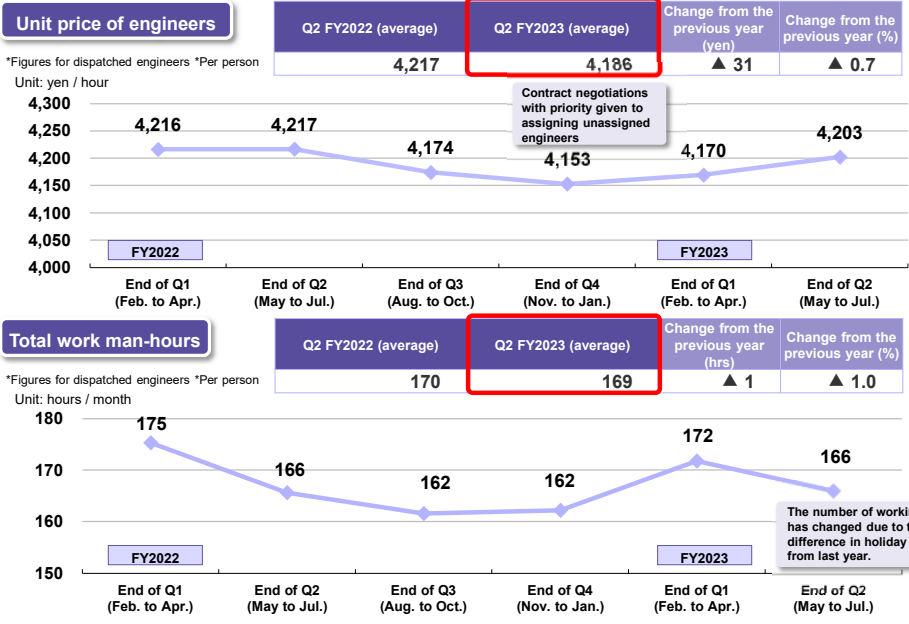 Unit price of engineers
Q2 FY2022 (average)
Q2 FY2023 (average)
Change from the
previous year
(yen)
Change from the
previous year (%)
*Figures for dispatched engineers *Per person
4,217
4,186
▲ 31
▲ 0.7
Unit: yen / hour
Contract negotiations
with priority given to
assigning unassigned
engineers
4,300
4,250
4,200
4,150
4,100
4,050
4,000
4,216
4,217
4,174
4,153
4,170
4,203
FY2022
FY2023
End of Q1
(Feb. to Apr.)
End of Q2
(May to Jul.)
End of Q3
(Aug. to Oct.)
End of Q4
(Nov. to Jan.)
End of Q1
(Feb. to Apr.)
End of Q2
(May to Jul.)
Total work man-hours
Q2 FY2022 (average)
Q2 FY2023 (average)
Change from the
previous year
(hrs)
Change from the
previous year (%)
*Figures for dispatched engineers *Per person
170
169
▲ 1
▲ 1.0
Unit: hours / month
180
170
160
150
175
166
162
162
172
166
The number of workin
has changed due to t
difference in holiday
from last year.
FY2022
FY2023
End of Q1
(Feb. to Apr.)
End of Q2
(May to Jul.)
End of Q3
(Aug. to Oct.)
End of Q4
(Nov. to Jan.)
End of Q1
(Feb. to Apr.)
End of Q2
(May to Jul.)